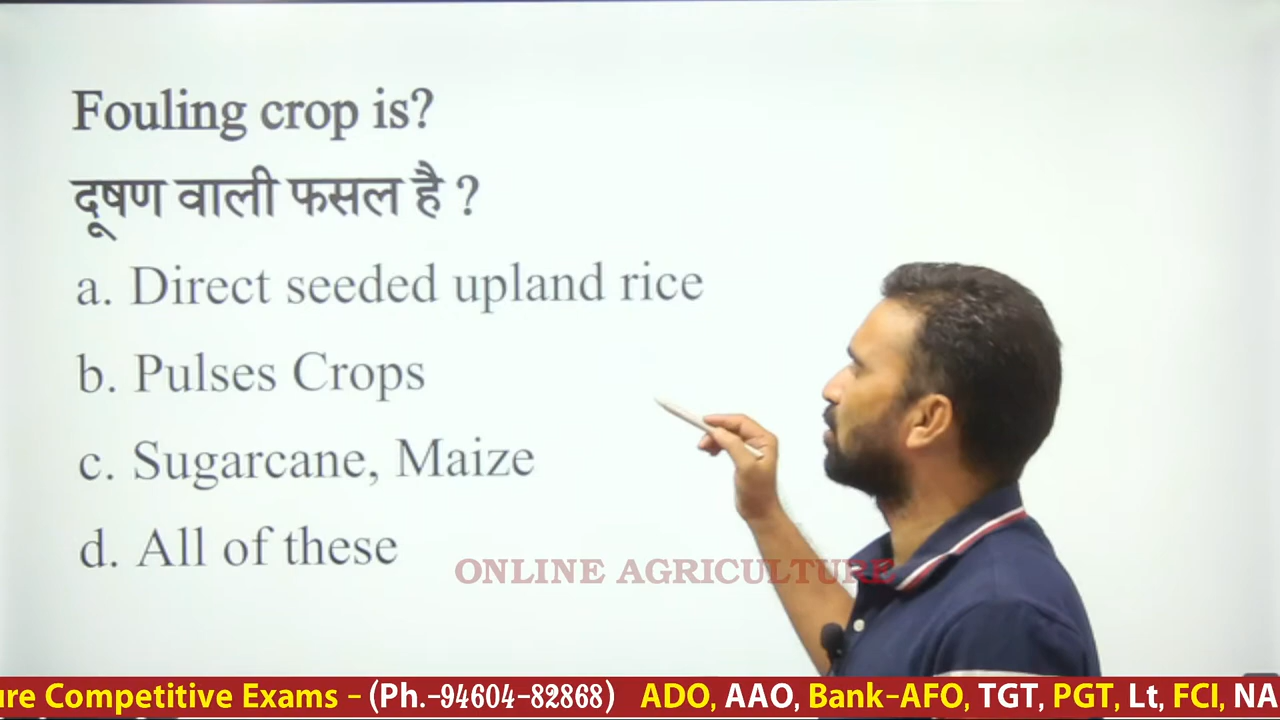 Fouling crop is?
दूषण वाली फसल है ?
a. Direct seeded upland rice
b. Pulses Crops
c. Sugarcane, Maize
d. All of these
ONLINE AGRICULTURE
ure Competitive Exams - (Ph.-94604-82868) ADO, AAO, Bank-AFO, TGT, PGT, Lt, FCI, NA